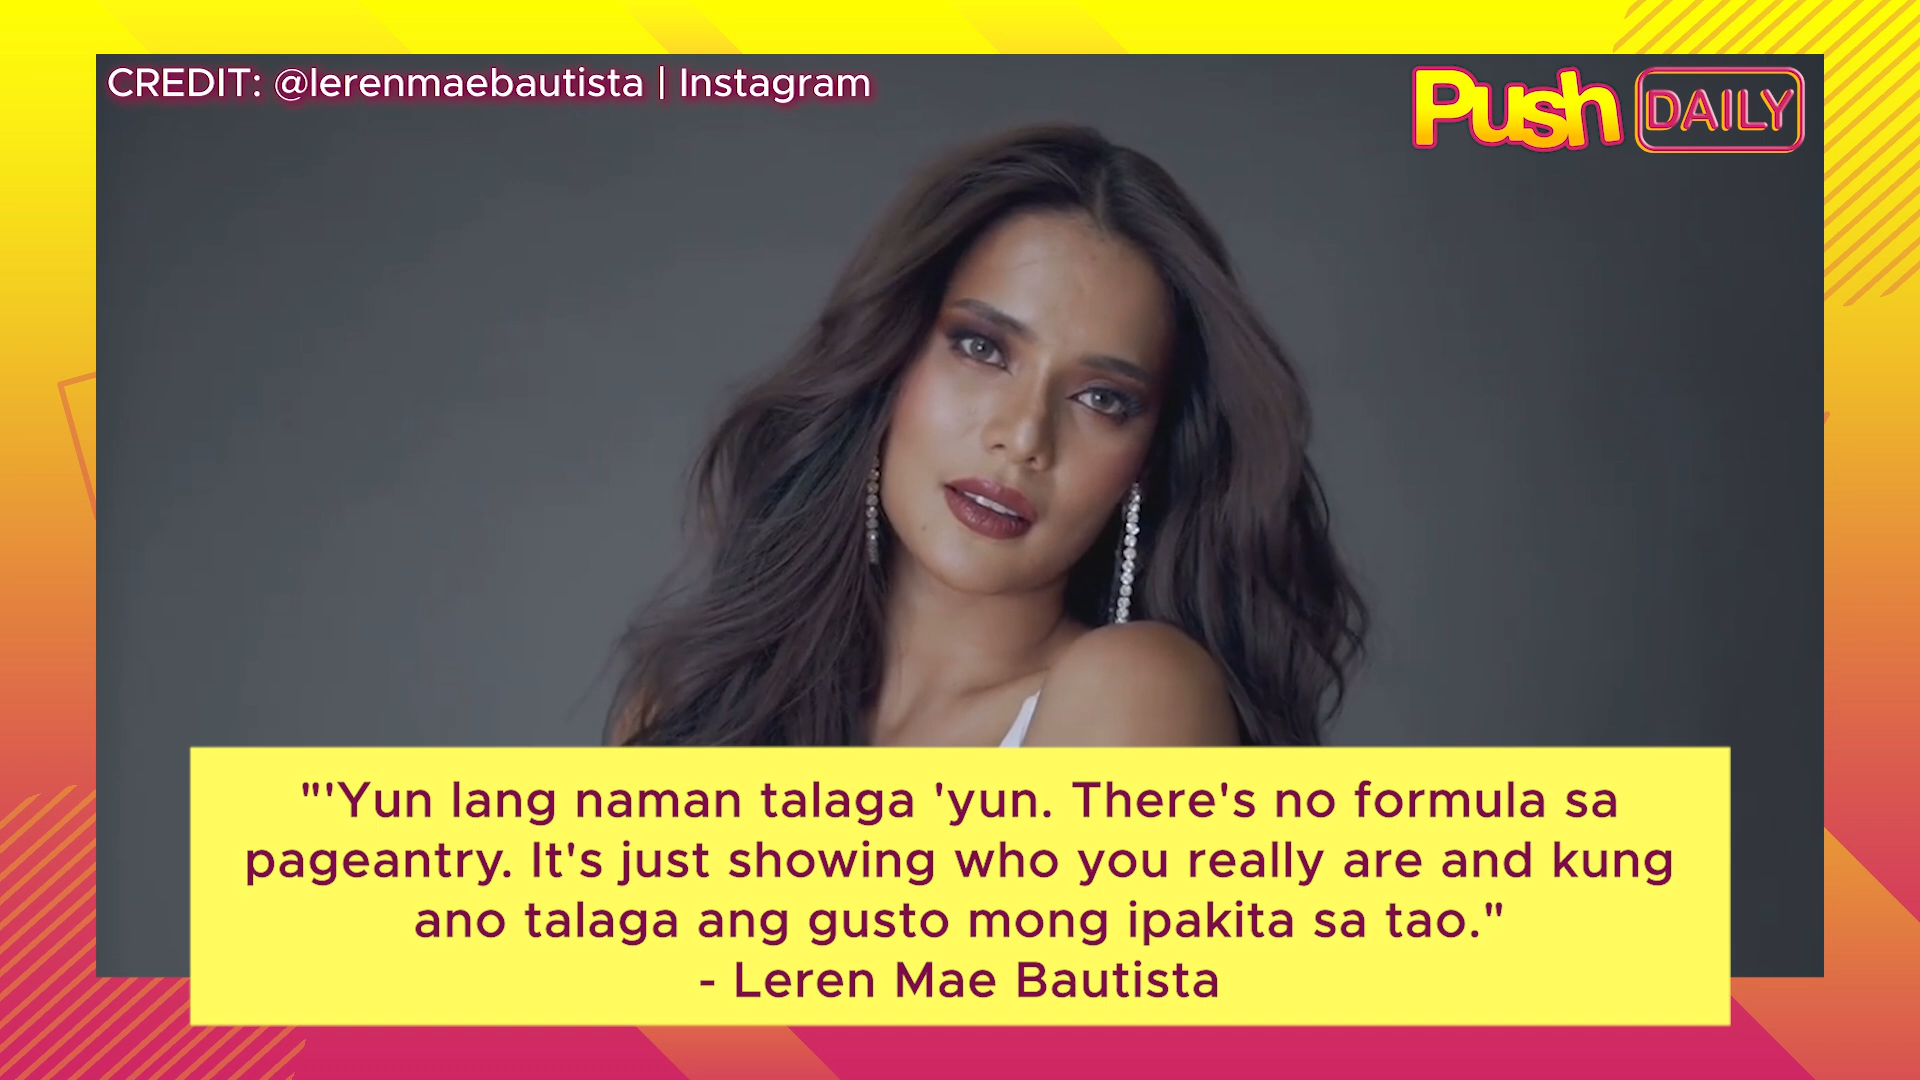 CREDIT: @lerenmaebautista | Instagram
Push DAILY
"'Yun lang naman talaga 'yun. There's no formula sa
pageantry. It's just showing who you really are and kung
ano talaga ang gusto mong ipakita sa tao."
- Leren Mae Bautista